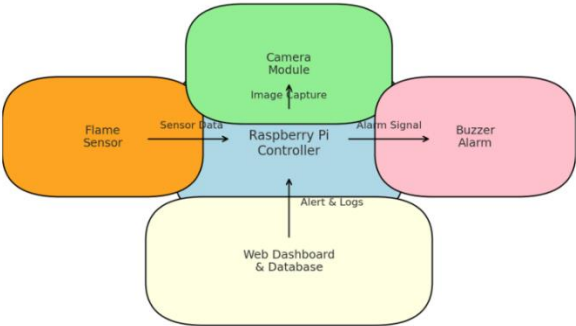 Camera
Module
Image Capture
Flame
Sensor
Sensor Data
Raspberry Pi
Controller
Alarm Signal
Buzzer
Alarm
Alert & Logs
Web Dashboard
& Database